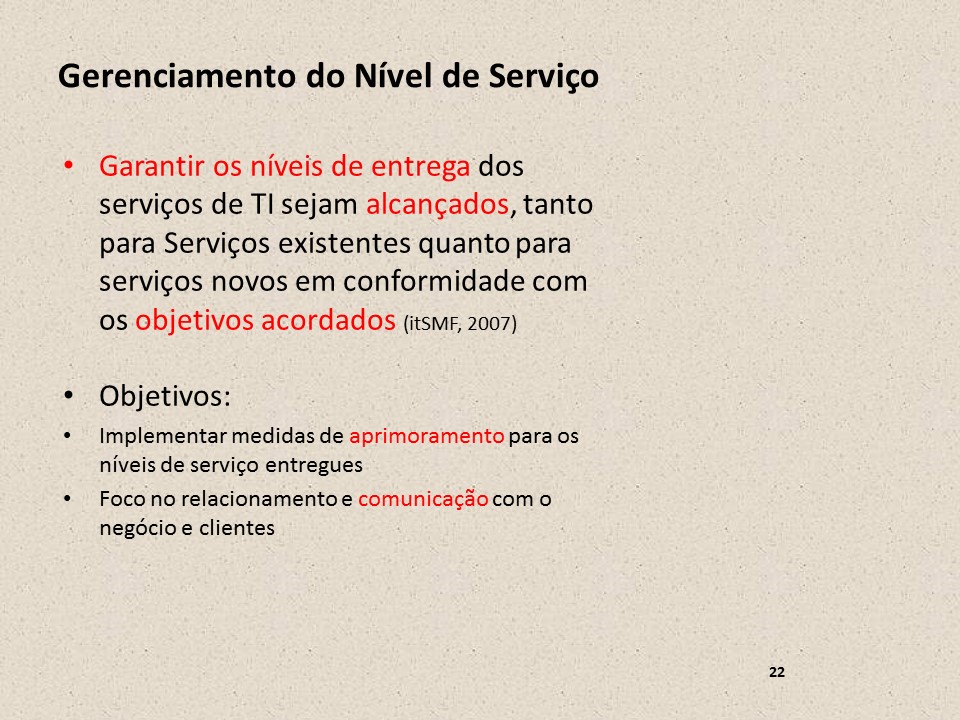 Gerenciamento do Nível de Serviço
• Garantir os níveis de entrega dos
serviços de TI sejam alcançados, tanto
para Serviços existentes quanto para
serviços novos em conformidade com
os objetivos acordados (itSMF, 2007)
• Objetivos:
• Implementar medidas de aprimoramento para os
níveis de serviço entregues
• Foco no relacionamento e comunicação com o
negócio e clientes
22